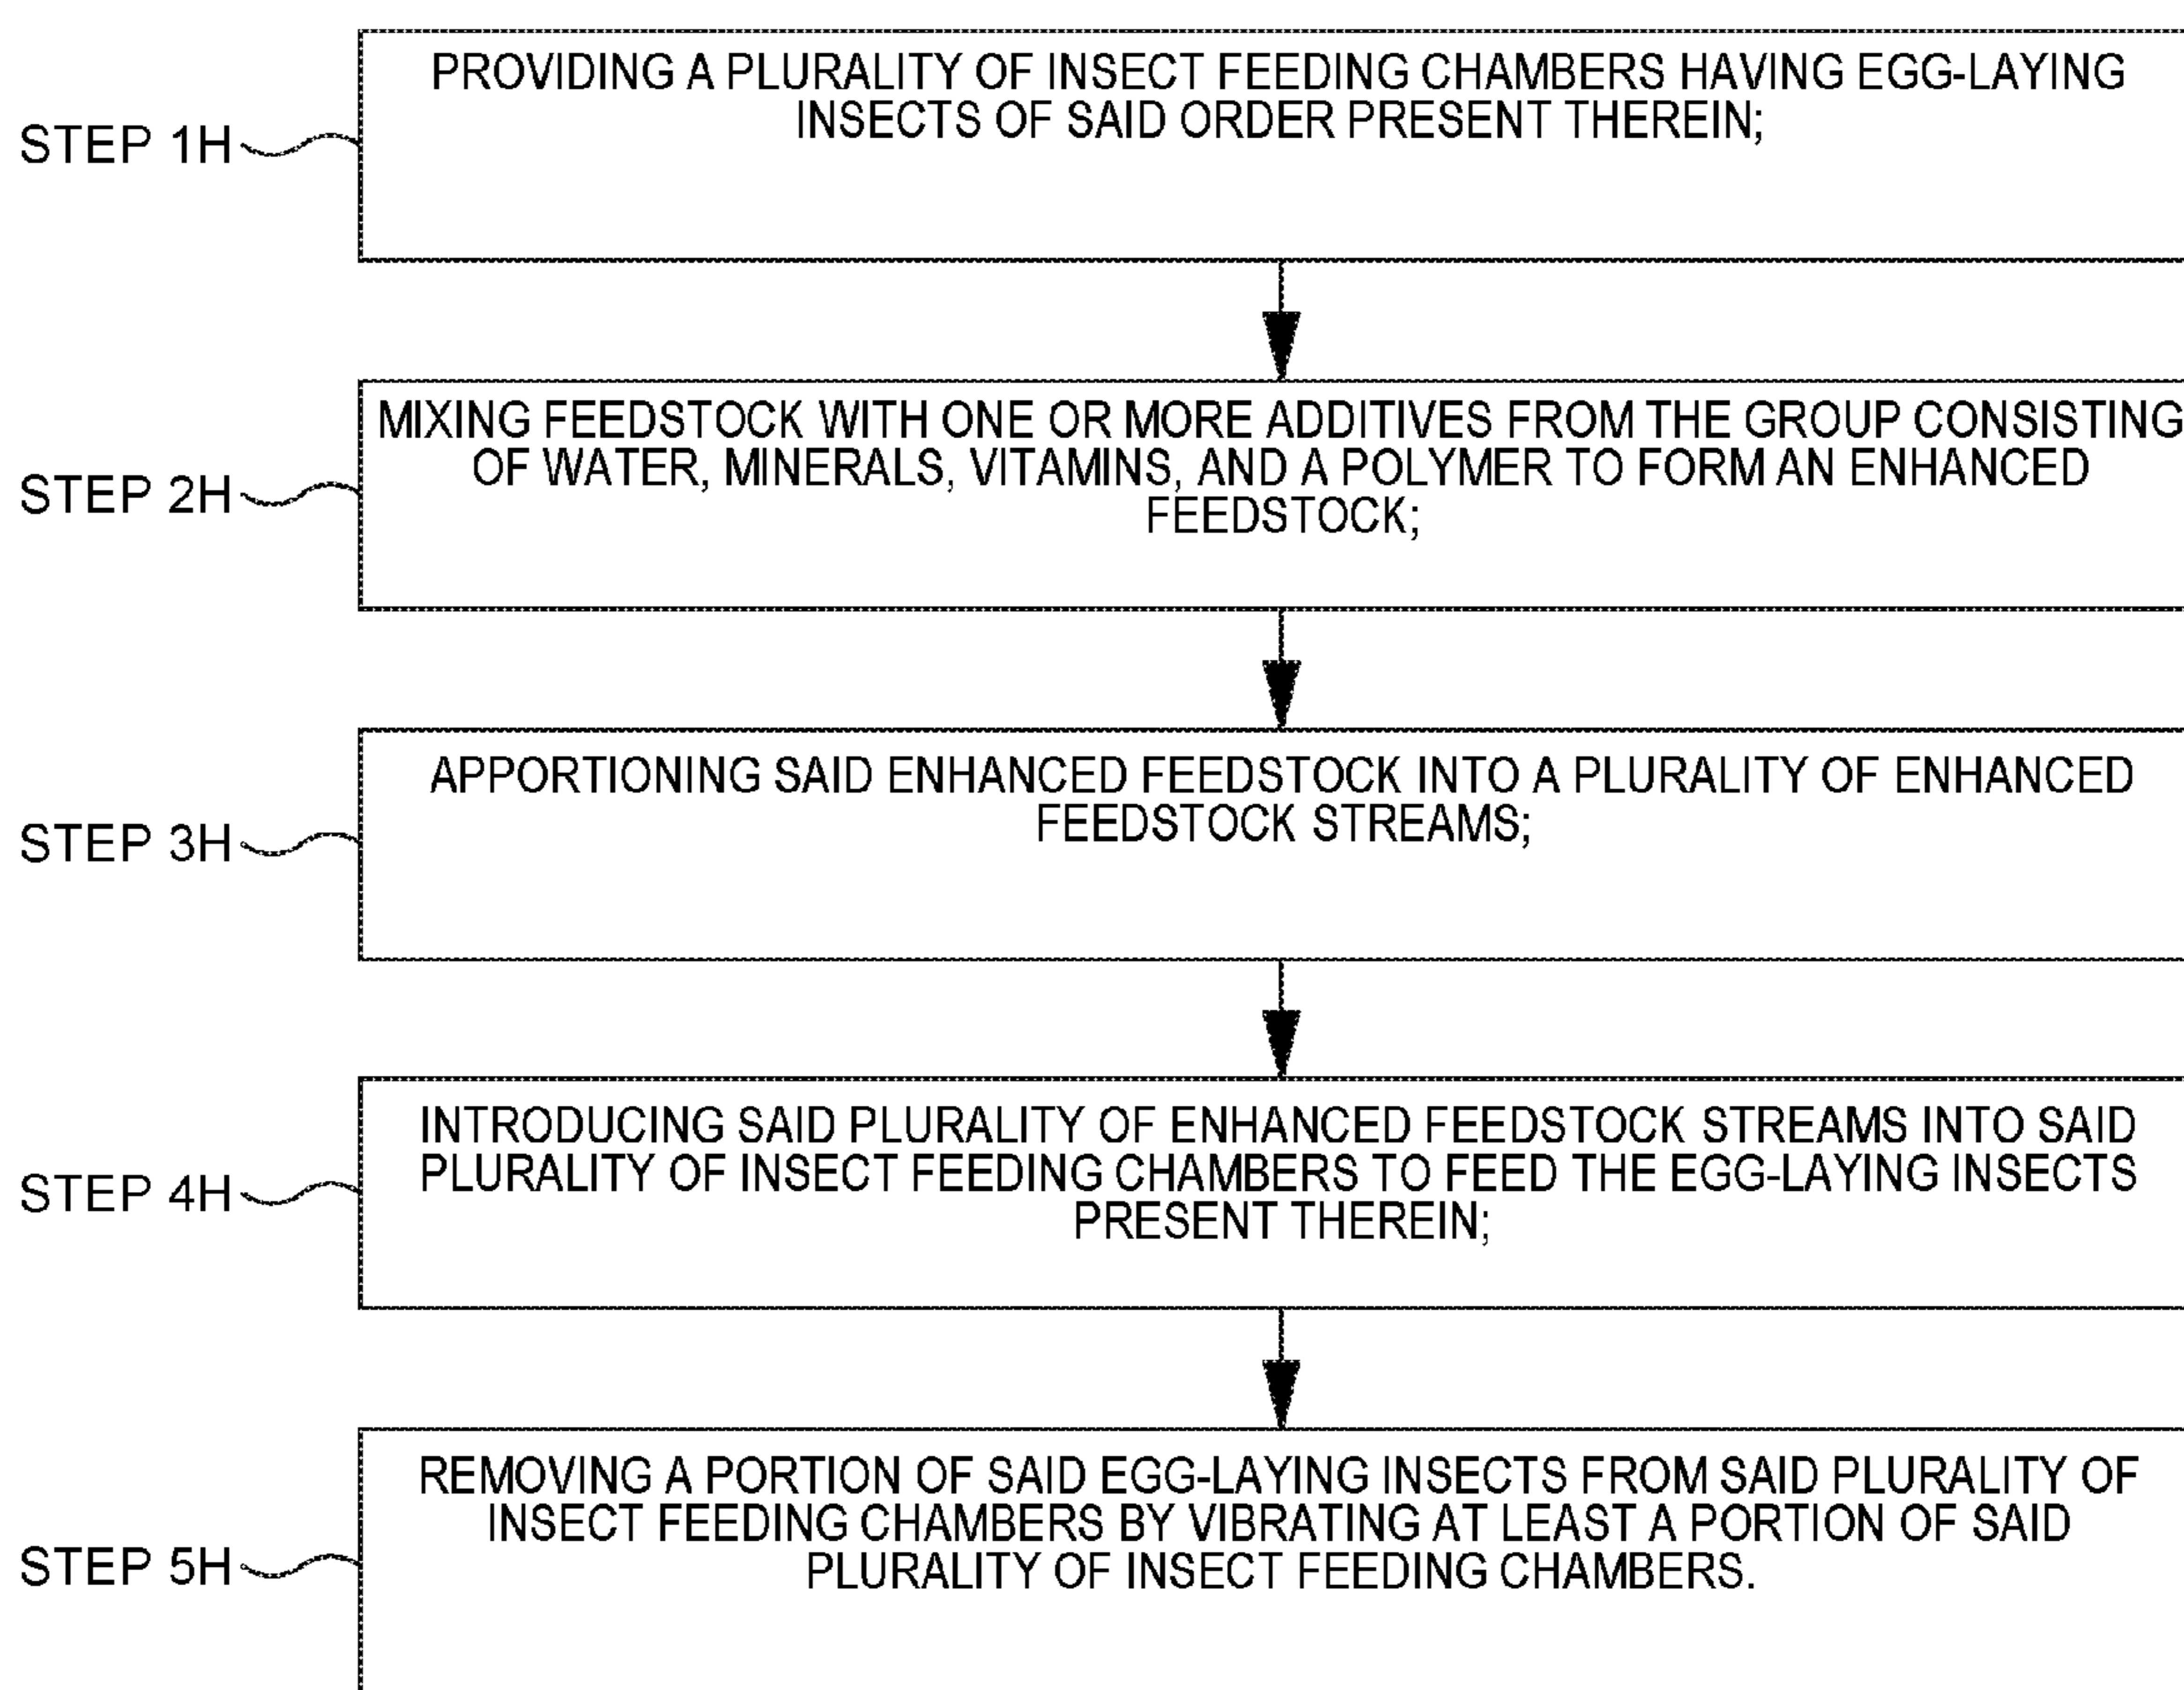 PROVIDING A PLURALITY OF INSECT FEEDING CHAMBERS HAVING EGG-LAYING
INSECTS OF SAID ORDER PRESENT THEREIN;
STEP 1H
MIXING FEEDSTOCK WITH ONE OR MORE ADDITIVES FROM THE GROUP CONSISTING
OF WATER, MINERALS, VITAMINS, AND A POLYMER TO FORM AN ENHANCED
FEEDSTOCK;
STEP 2H
APPORTIONING SAID ENHANCED FEEDSTOCK INTO A PLURALITY OF ENHANCED
FEEDSTOCK STREAMS;
STEP 3H
INTRODUCING SAID PLURALITY OF ENHANCED FEEDSTOCK STREAMS INTO SAID
PLURALITY OF INSECT FEEDING CHAMBERS TO FEED THE EGG-LAYING INSECTS
PRESENT THEREIN;
STEP 4H
REMOVING A PORTION OF SAID EGG-LAYING INSECTS FROM SAID PLURALITY OF
INSECT FEEDING CHAMBERS BY VIBRATING AT LEAST A PORTION OF SAID
PLURALITY OF INSECT FEEDING CHAMBERS.
STEP 5H